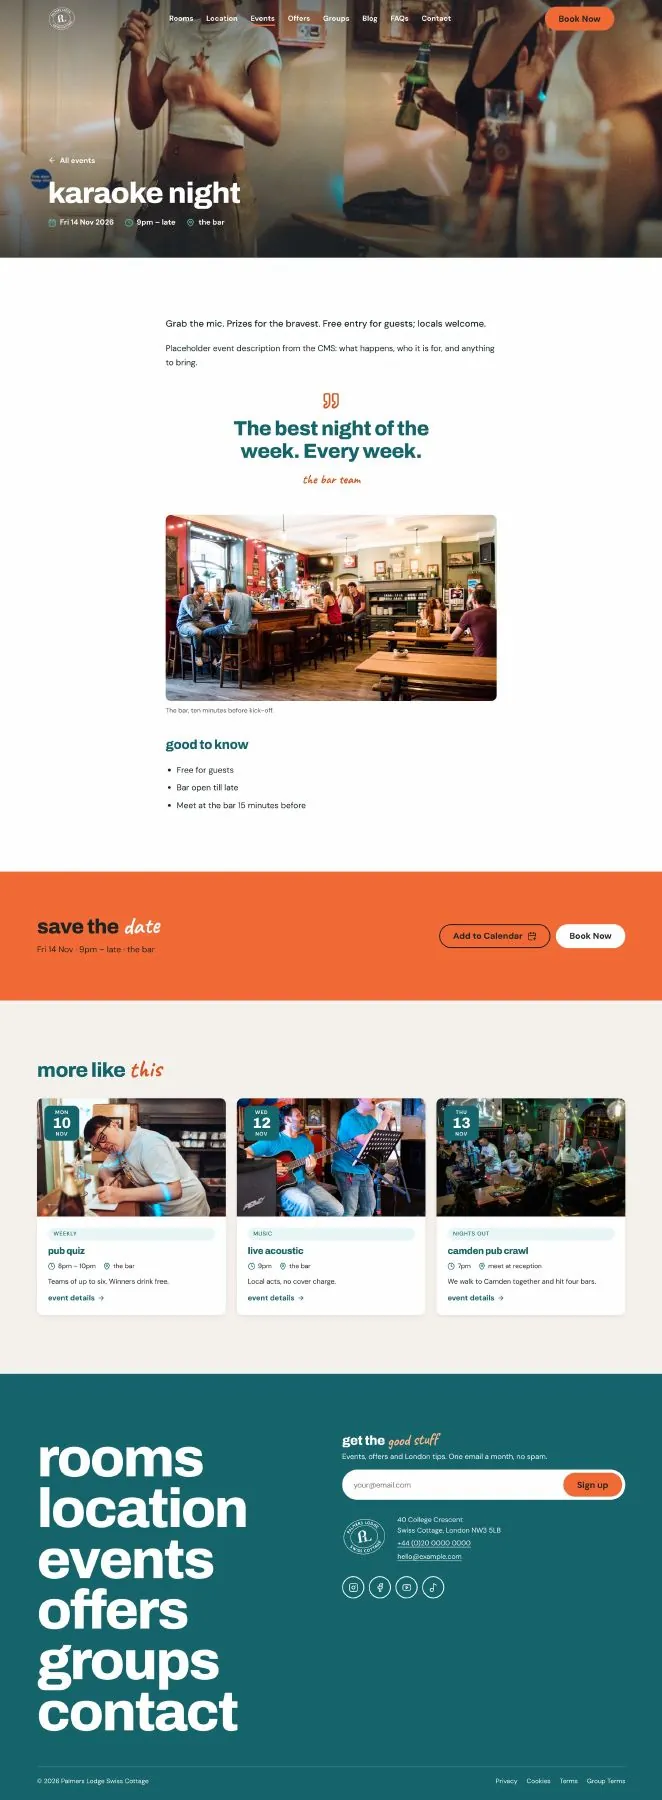 Rooms Location Events Offers Groups Blog FAQs Contact Book Now
← All events
karaoke night
Fri 14 Nov 2026 9pm – late the bar
Grab the mic. Prizes for the bravest. Free entry for guests; locals welcome.
Placeholder event description from the CMS: what happens, who it is for, and anything
to bring.
The best night of the
week. Every week.
the bar team
The bar, ten minutes before kick-off.
good to know
• Free for guests
• Bar open till late
• Meet at the bar 15 minutes before
save the date
Fri 14 Nov · 9pm – late · the bar
Add to Calendar
Book Now
more like this
MON
10
NOV
WEEKLY
pub quiz
8pm – 10pm the bar
Teams of up to six. Winners drink free.
event details →
WED
12
NOV
MUSIC
live acoustic
9pm the bar
Local acts, no cover charge.
event details →
THU
13
NOV
NIGHTS OUT
camden pub crawl
7pm meet at reception
We walk to Camden together and hit four bars.
event details →
rooms
location
events
offers
groups
contact
get the good stuff
Events, offers and London tips. One email a month, no spam.
your@email.com
Sign up
PALMERS LODGE
PL
SWISS COTTAGE
40 College Crescent
Swiss Cottage, London NW3 5LB
+44 (0)20 0000 0000
hello@example.com
© 2026 Palmers Lodge Swiss Cottage
Privacy Cookies Terms Group Terms